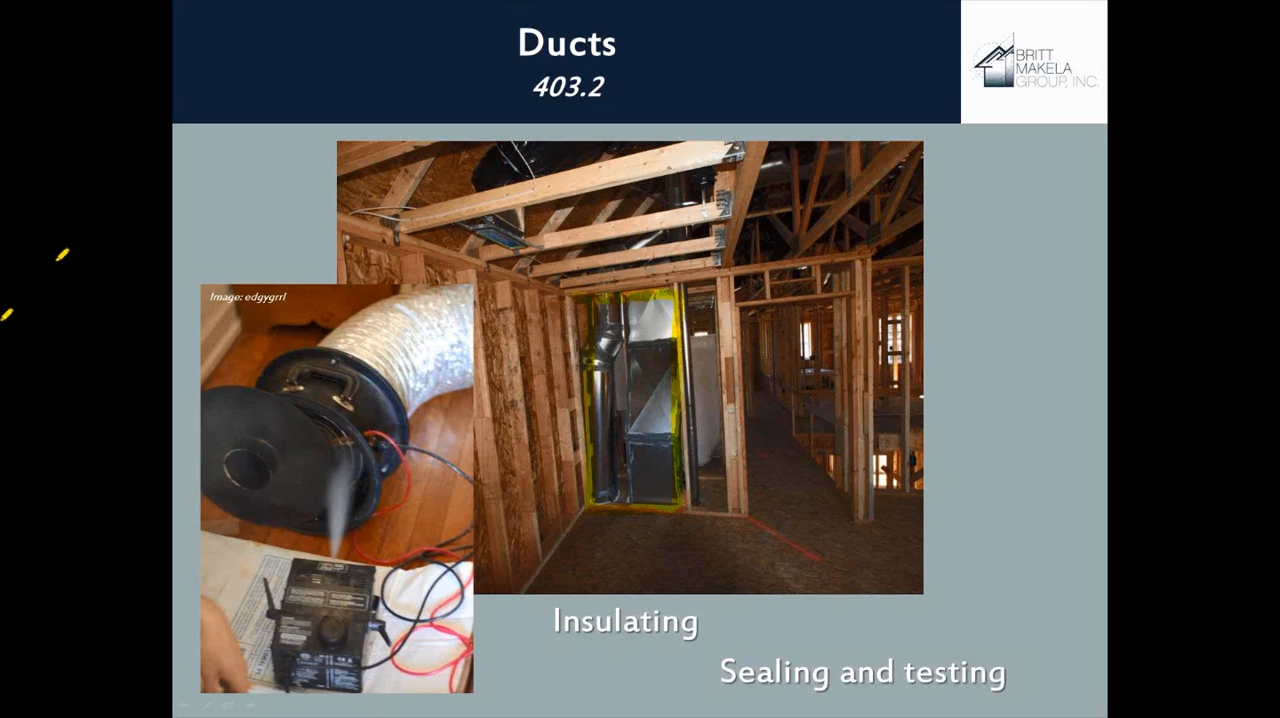 Ducts
403.2
BRITT
MAKELA
GROUP, INC.
Image: edgygrrl
Insulating
Sealing and testing